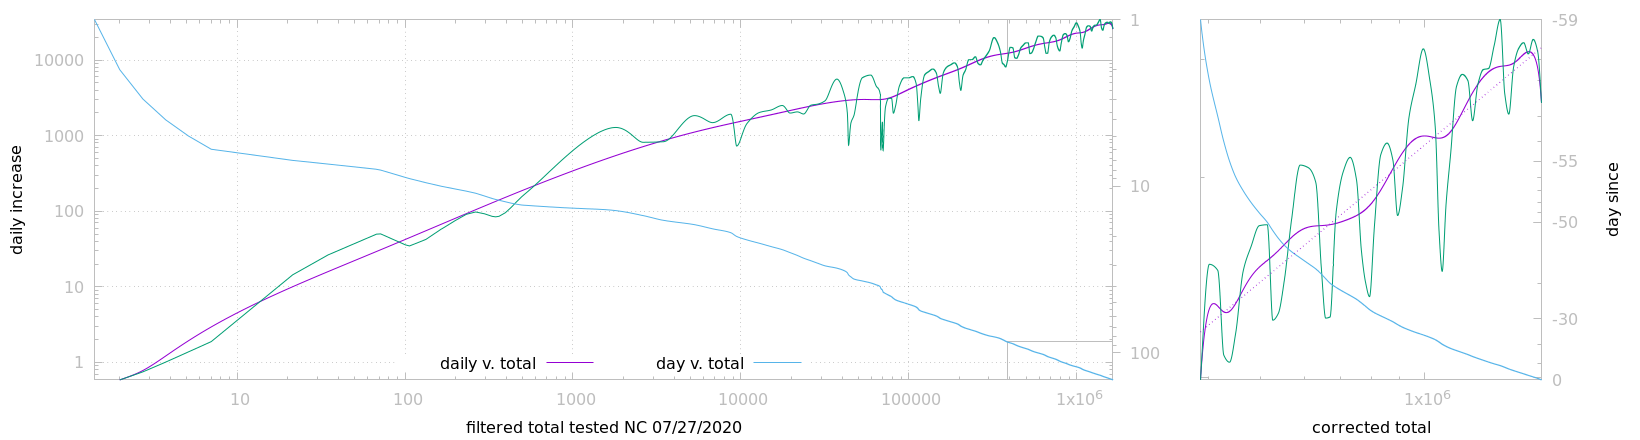 10000
1000
100
10
1
daily increase
10
100
1000
10000
100000
1x10^6
filtered total tested NC 07/27/2020
daily v. total
day v. total
1
10
100
-59
-55
-50
-30
0
day since
1x10^6
corrected total